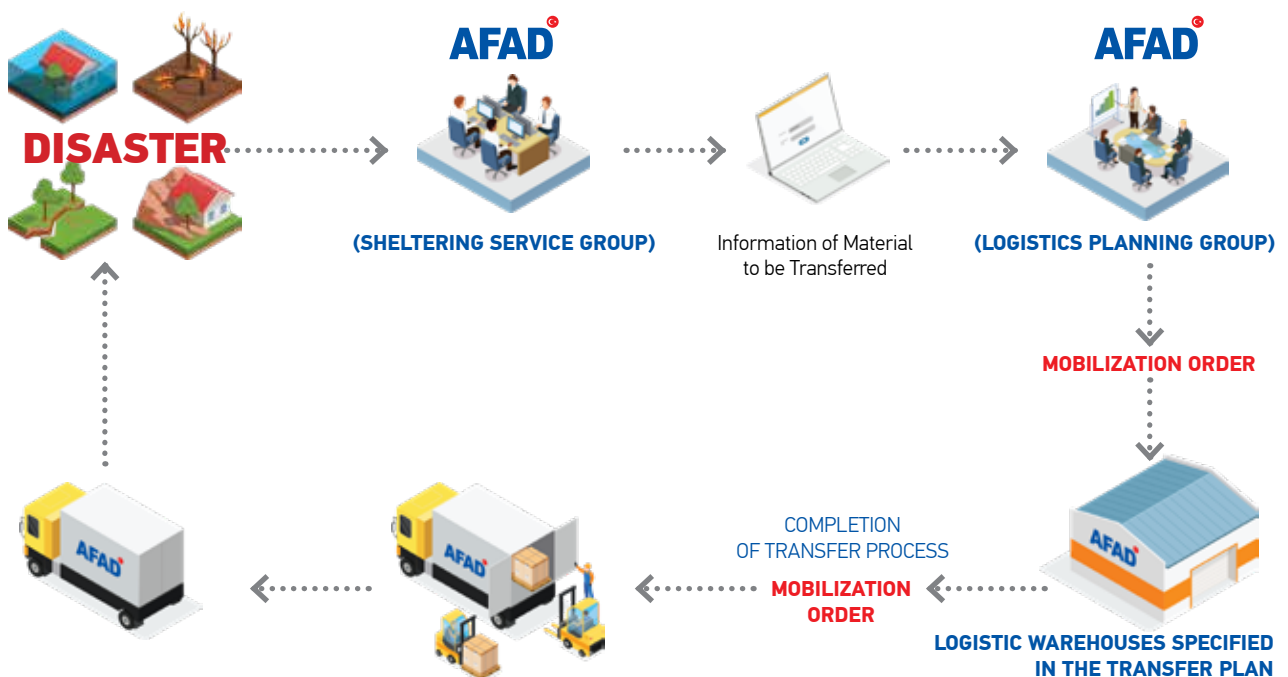 AFAD
AFAD
DISASTER
(SHELTERING SERVICE GROUP)
Information of Material
to be Transferred
(LOGISTICS PLANNING GROUP)
MOBILIZATION ORDER
LOGISTIC WAREHOUSES SPECIFIED
IN THE TRANSFER PLAN
AFAD
COMPLETION
OF TRANSFER PROCESS
MOBILIZATION
ORDER
AFAD
AFAD